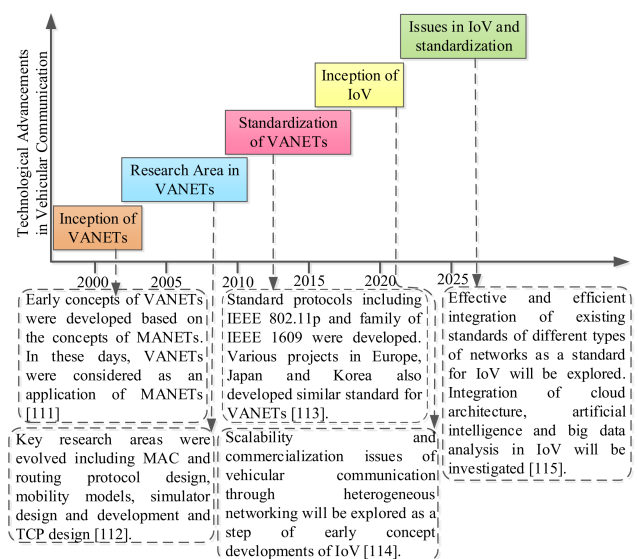 Technological Advancements
in Vehicular Communication
Issues in IoV and
standardization
Inception of
IoV
Standardization
of VANETs
Research Area in
VANETs
Inception of
VANETs
2000
2005
2010
2015
2020
2025
Early concepts of VANETs
were developed based on
the concepts of MANETs.
In these days, VANETs
were considered as an
application of MANETs
[111]
Standard protocols including
IEEE 802.11p and family of
IEEE 1609 were developed.
Various projects in Europe,
Japan and Korea also
developed similar standard for
VANETs [113].
Effective and efficient
integration of existing
standards of different types
of networks as a standard
for IoV will be explored.
Integration of cloud
architecture, artificial
intelligence and big data
analysis in IoV will be
investigated [115].
Key research areas were
evolved including MAC and
routing protocol design,
mobility models, simulator
design and development and
TCP design [112].
Scalability and
commercialization issues of
vehicular communication
through heterogeneous
networking will be explored as a
step of early concept
developments of IoV [114].